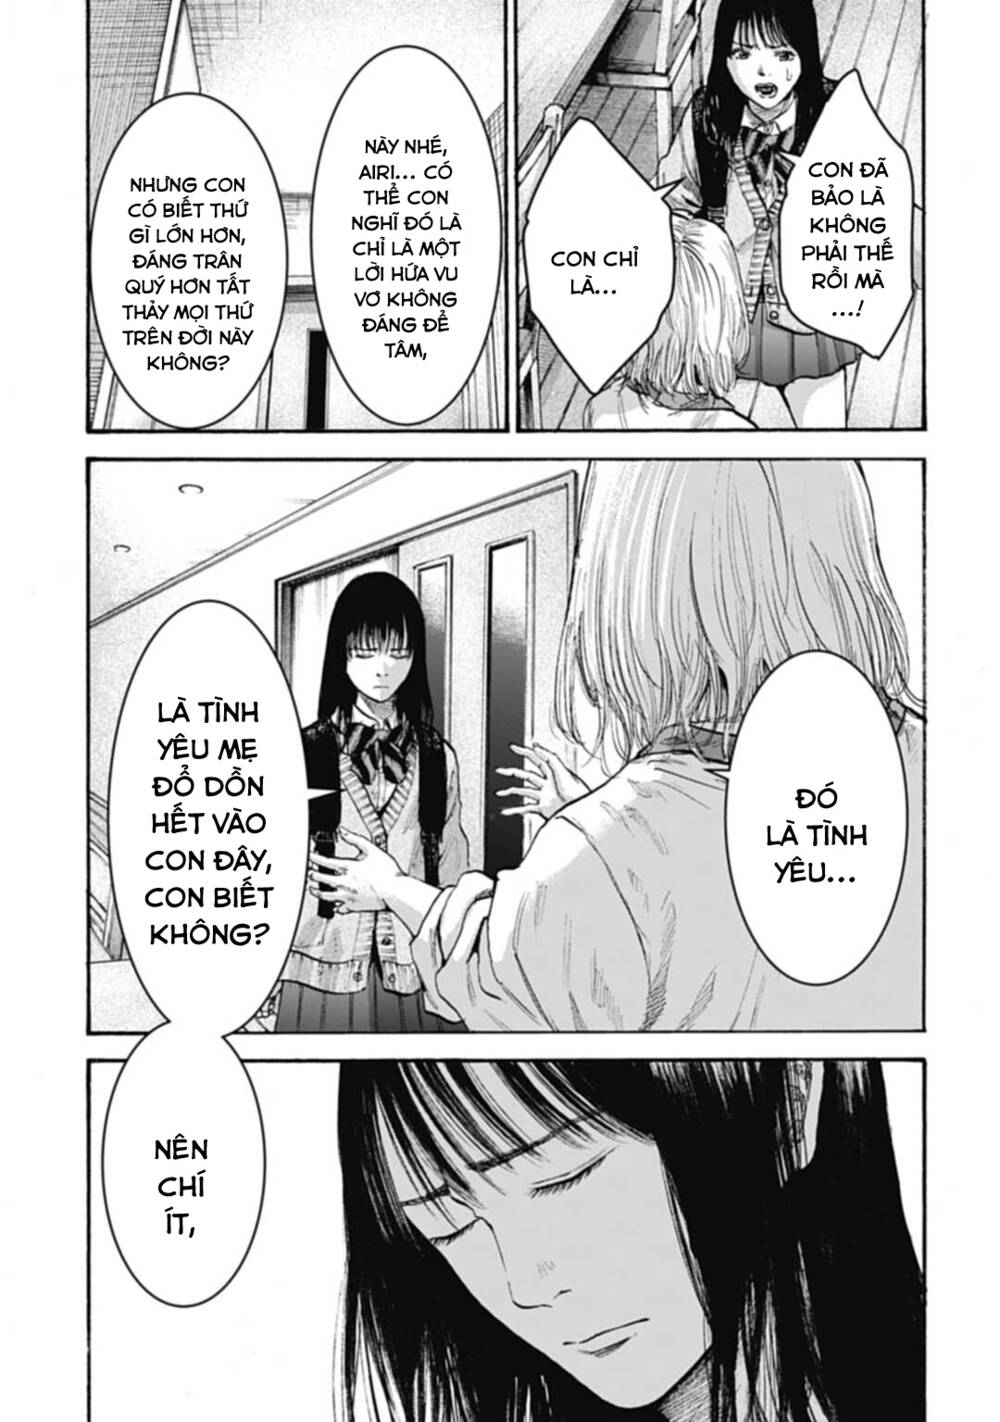 CON ĐÃ
BẢO LÀ
KHÔNG
PHẢI THẾ
RỒI MÀ
...!
CON CHỈ
LÀ...
NÀY NHÉ,
AIRI... CÓ
THỂ CON
NGHĨ ĐÓ LÀ
CHỈ LÀ MỘT
LỜI HỨA VU
VƠ KHÔNG
ĐÁNG ĐỂ
TÂM,
NHƯNG CON
CÓ BIẾT THỨ
GÌ LỚN HƠN,
ĐÁNG TRÂN
QUÝ HƠN TẤT
THẢY MỌI THỨ
TRÊN ĐỜI NÀY
KHÔNG?
ĐÓ
LÀ TÌNH
YÊU...
LÀ TÌNH
YÊU MẸ
ĐỔ DỒN
HẾT VÀO
CON ĐÂY,
CON BIẾT
KHÔNG?
NÊN
CHÍ
ÍT,